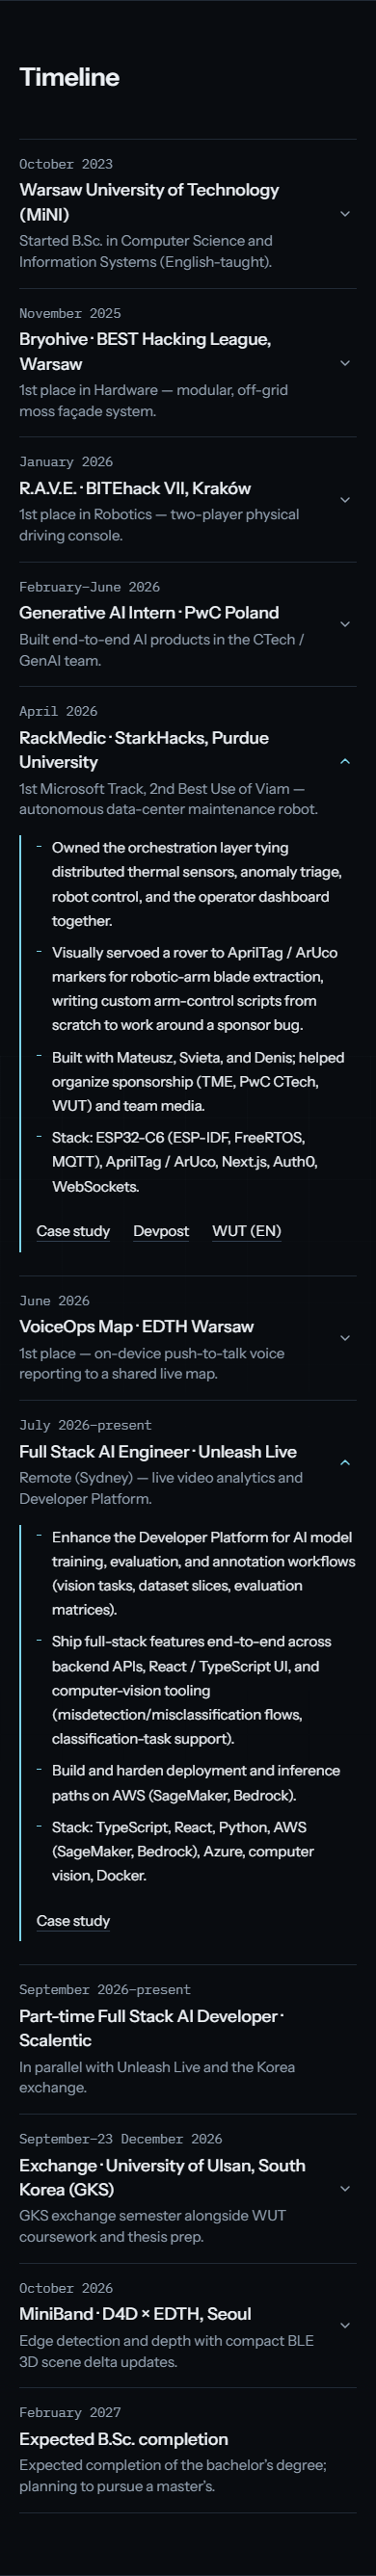 Timeline
October 2023
Warsaw University of Technology
(MiNI)
Started B.Sc. in Computer Science and
Information Systems (English-taught).
November 2025
Bryohive · BEST Hacking League,
Warsaw
1st place in Hardware — modular, off-grid
moss façade system.
January 2026
R.A.V.E. · BITEhack VII, Kraków
1st place in Robotics — two-player physical
driving console.
February–June 2026
Generative AI Intern · PwC Poland
Built end-to-end AI products in the CTech /
GenAI team.
April 2026
RackMedic · StarkHacks, Purdue
University
1st Microsoft Track, 2nd Best Use of Viam —
autonomous data-center maintenance robot.
- Owned the orchestration layer tying
distributed thermal sensors, anomaly triage,
robot control, and the operator dashboard
together.
- Visually servoed a rover to AprilTag / ArUco
markers for robotic-arm blade extraction,
writing custom arm-control scripts from
scratch to work around a sponsor bug.
- Built with Mateusz, Svieta, and Denis; helped
organize sponsorship (TME, PwC CTech,
WUT) and team media.
- Stack: ESP32-C6 (ESP-IDF, FreeRTOS,
MQTT), AprilTag / ArUco, Next.js, Auth0,
WebSockets.
Case study Devpost WUT (EN)
June 2026
VoiceOps Map · EDTH Warsaw
1st place — on-device push-to-talk voice
reporting to a shared live map.
July 2026–present
Full Stack AI Engineer · Unleash Live
Remote (Sydney) — live video analytics and
Developer Platform.
- Enhance the Developer Platform for AI model
training, evaluation, and annotation workflows
(vision tasks, dataset slices, evaluation
matrices).
- Ship full-stack features end-to-end across
backend APIs, React / TypeScript UI, and
computer-vision tooling
(misdetection/misclassification flows,
classification-task support).
- Build and harden deployment and inference
paths on AWS (SageMaker, Bedrock).
- Stack: TypeScript, React, Python, AWS
(SageMaker, Bedrock), Azure, computer
vision, Docker.
Case study
September 2026–present
Part-time Full Stack AI Developer ·
Scalentic
In parallel with Unleash Live and the Korea
exchange.
September–23 December 2026
Exchange · University of Ulsan, South
Korea (GKS)
GKS exchange semester alongside WUT
coursework and thesis prep.
October 2026
MiniBand · D4D × EDTH, Seoul
Edge detection and depth with compact BLE
3D scene delta updates.
February 2027
Expected B.Sc. completion
Expected completion of the bachelor's degree;
planning to pursue a master's.